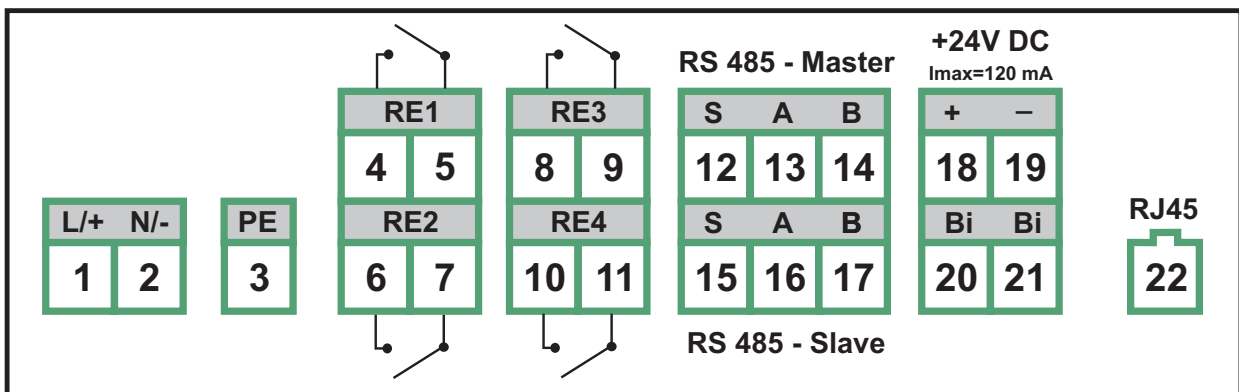 +24V DC
RS 485 - Master
Imax=120 mA
RE1 RE3 S A B + –
4 5 8 9 12 13 14 18 19
RJ45
L/+ N/- PE RE2 RE4 S A B Bi Bi
1 2 3 6 7 10 11 15 16 17 20 21 22
RS 485 - Slave